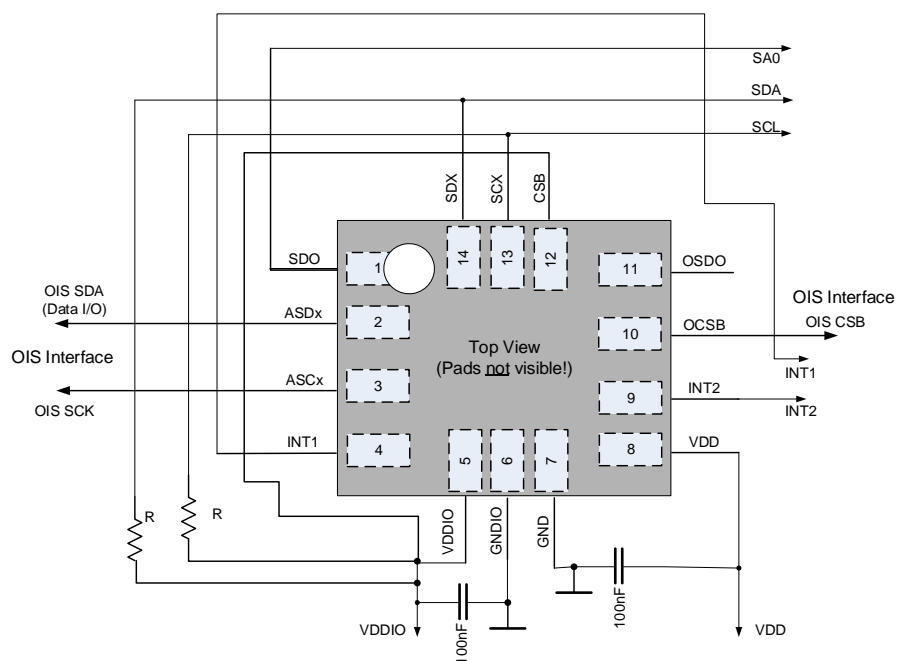 SA0
SDA
SCL
SDX
SCX
CSB
SDO
1
14
13
12
11
OSDO
OIS SDA
(Data I/O)
ASDx
2
OIS Interface
10
OCSB
OIS CSB
Top View
(Pads not visible!)
OIS Interface
ASCx
3
INT1
9
INT2
INT2
OIS SCK
INT1
4
5
6
7
8
VDD
R
R
VDDIO
GNDIO
GND
100nF
100nF
VDDIO
VDD